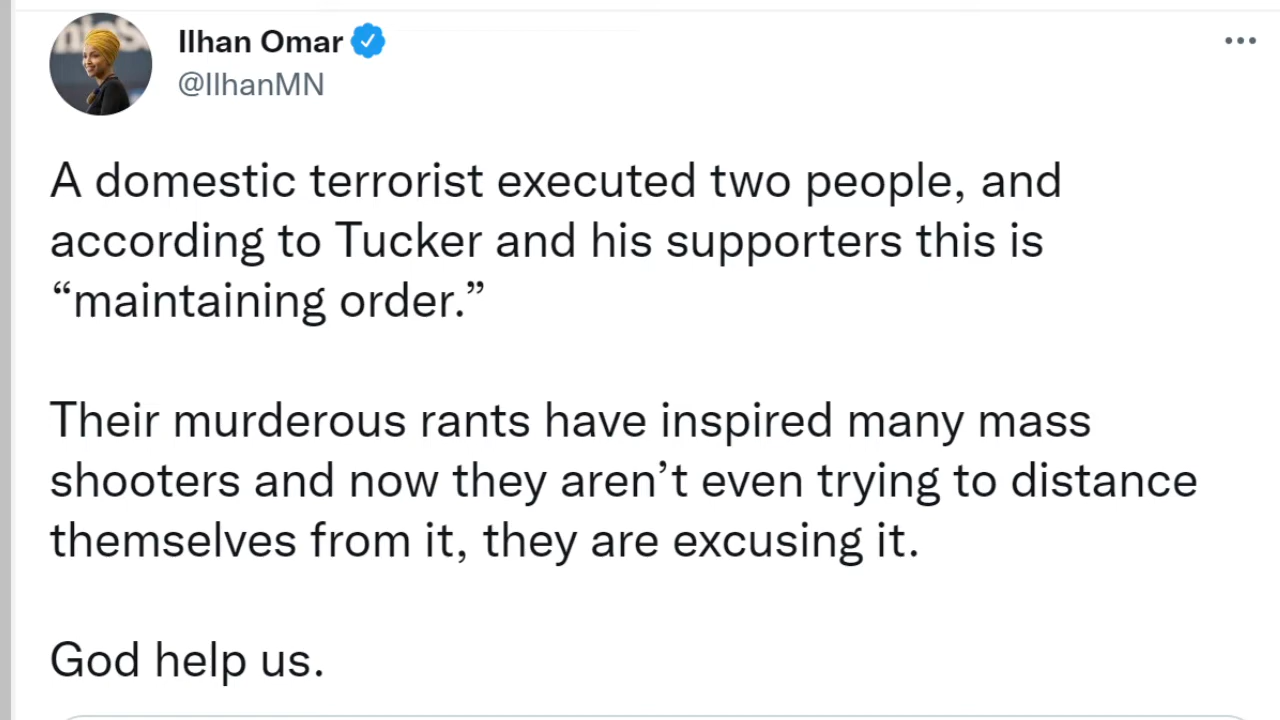 Ilhan Omar
@IlhanMN
A domestic terrorist executed two people, and
according to Tucker and his supporters this is
“maintaining order.”
Their murderous rants have inspired many mass
shooters and now they aren’t even trying to distance
themselves from it, they are excusing it.
God help us.